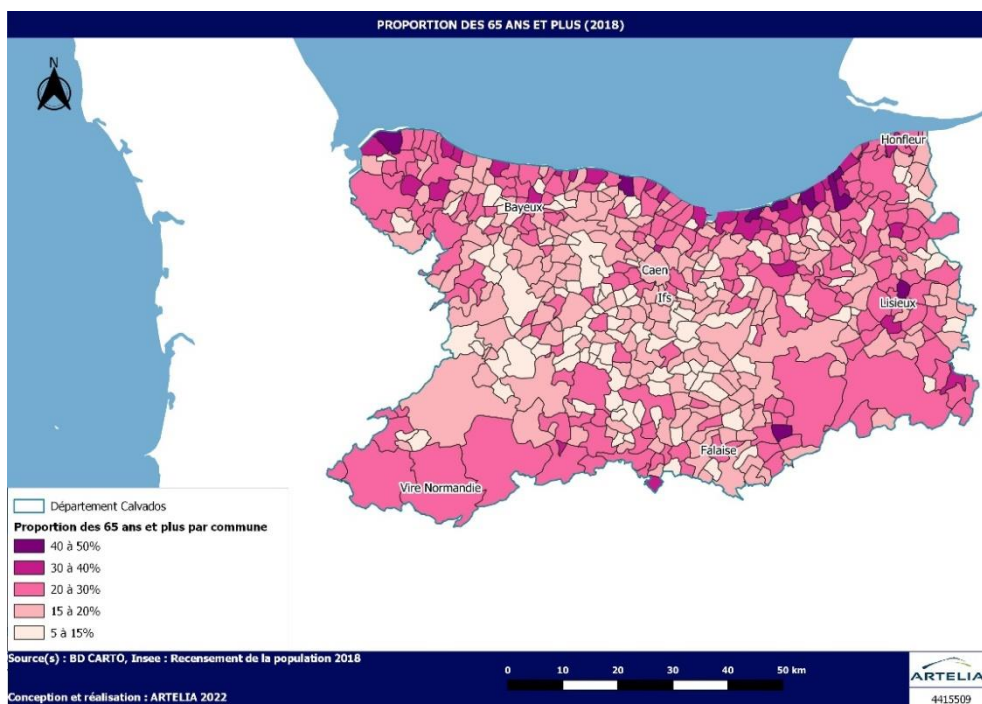 PROPORTION DES 65 ANS ET PLUS (2018)
N
Honfleur
Bayeux
Caen
Ifs
Lisieux
Falaise
Vire Normandie
Département Calvados
Proportion des 65 ans et plus par commune
40 à 50%
30 à 40%
20 à 30%
15 à 20%
5 à 15%
Source(s) : BD CARTO, Insee : Recensement de la population 2018
0 10 20 30 40 50 km
Conception et réalisation : ARTELIA 2022
ARTELIA
4415509